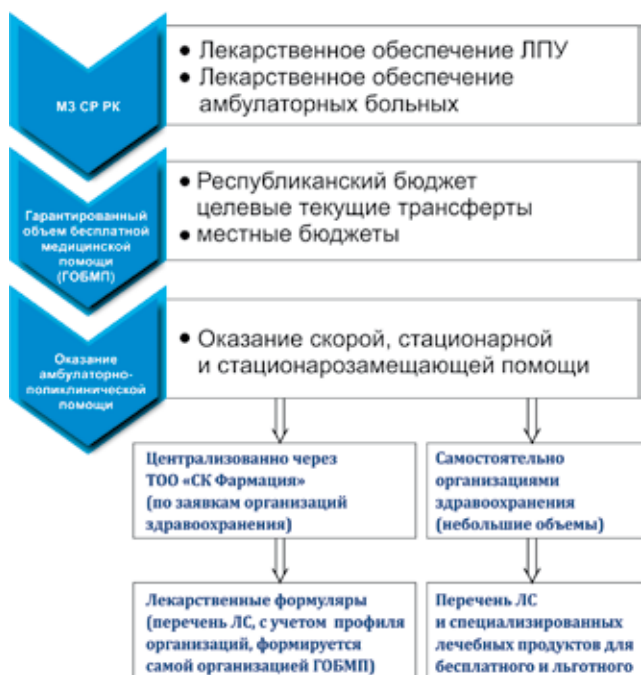 МЗ СР РК
● Лекарственное обеспечение ЛПУ
● Лекарственное обеспечение
амбулаторных больных
Гарантированный
объем бесплатной
медицинской
помощи
(ГОБМП)
● Республиканский бюджет
целевые текущие трансферты
● местные бюджеты
Оказание
амбулаторно-
поликлинической
помощи
● Оказание скорой, стационарной
и стационарозамещающей помощи
Централизованно через
ТОО «СК Фармация»
(по заявкам организаций
здравоохранения)
Самостоятельно
организациями
здравоохранения
(небольшие объемы)
Лекарственные формуляры
(перечень ЛС, с учетом профиля
организаций, формируется
самой организацией ГОБМП)
Перечень ЛС
и специализированных
лечебных продуктов для
бесплатного и льготного